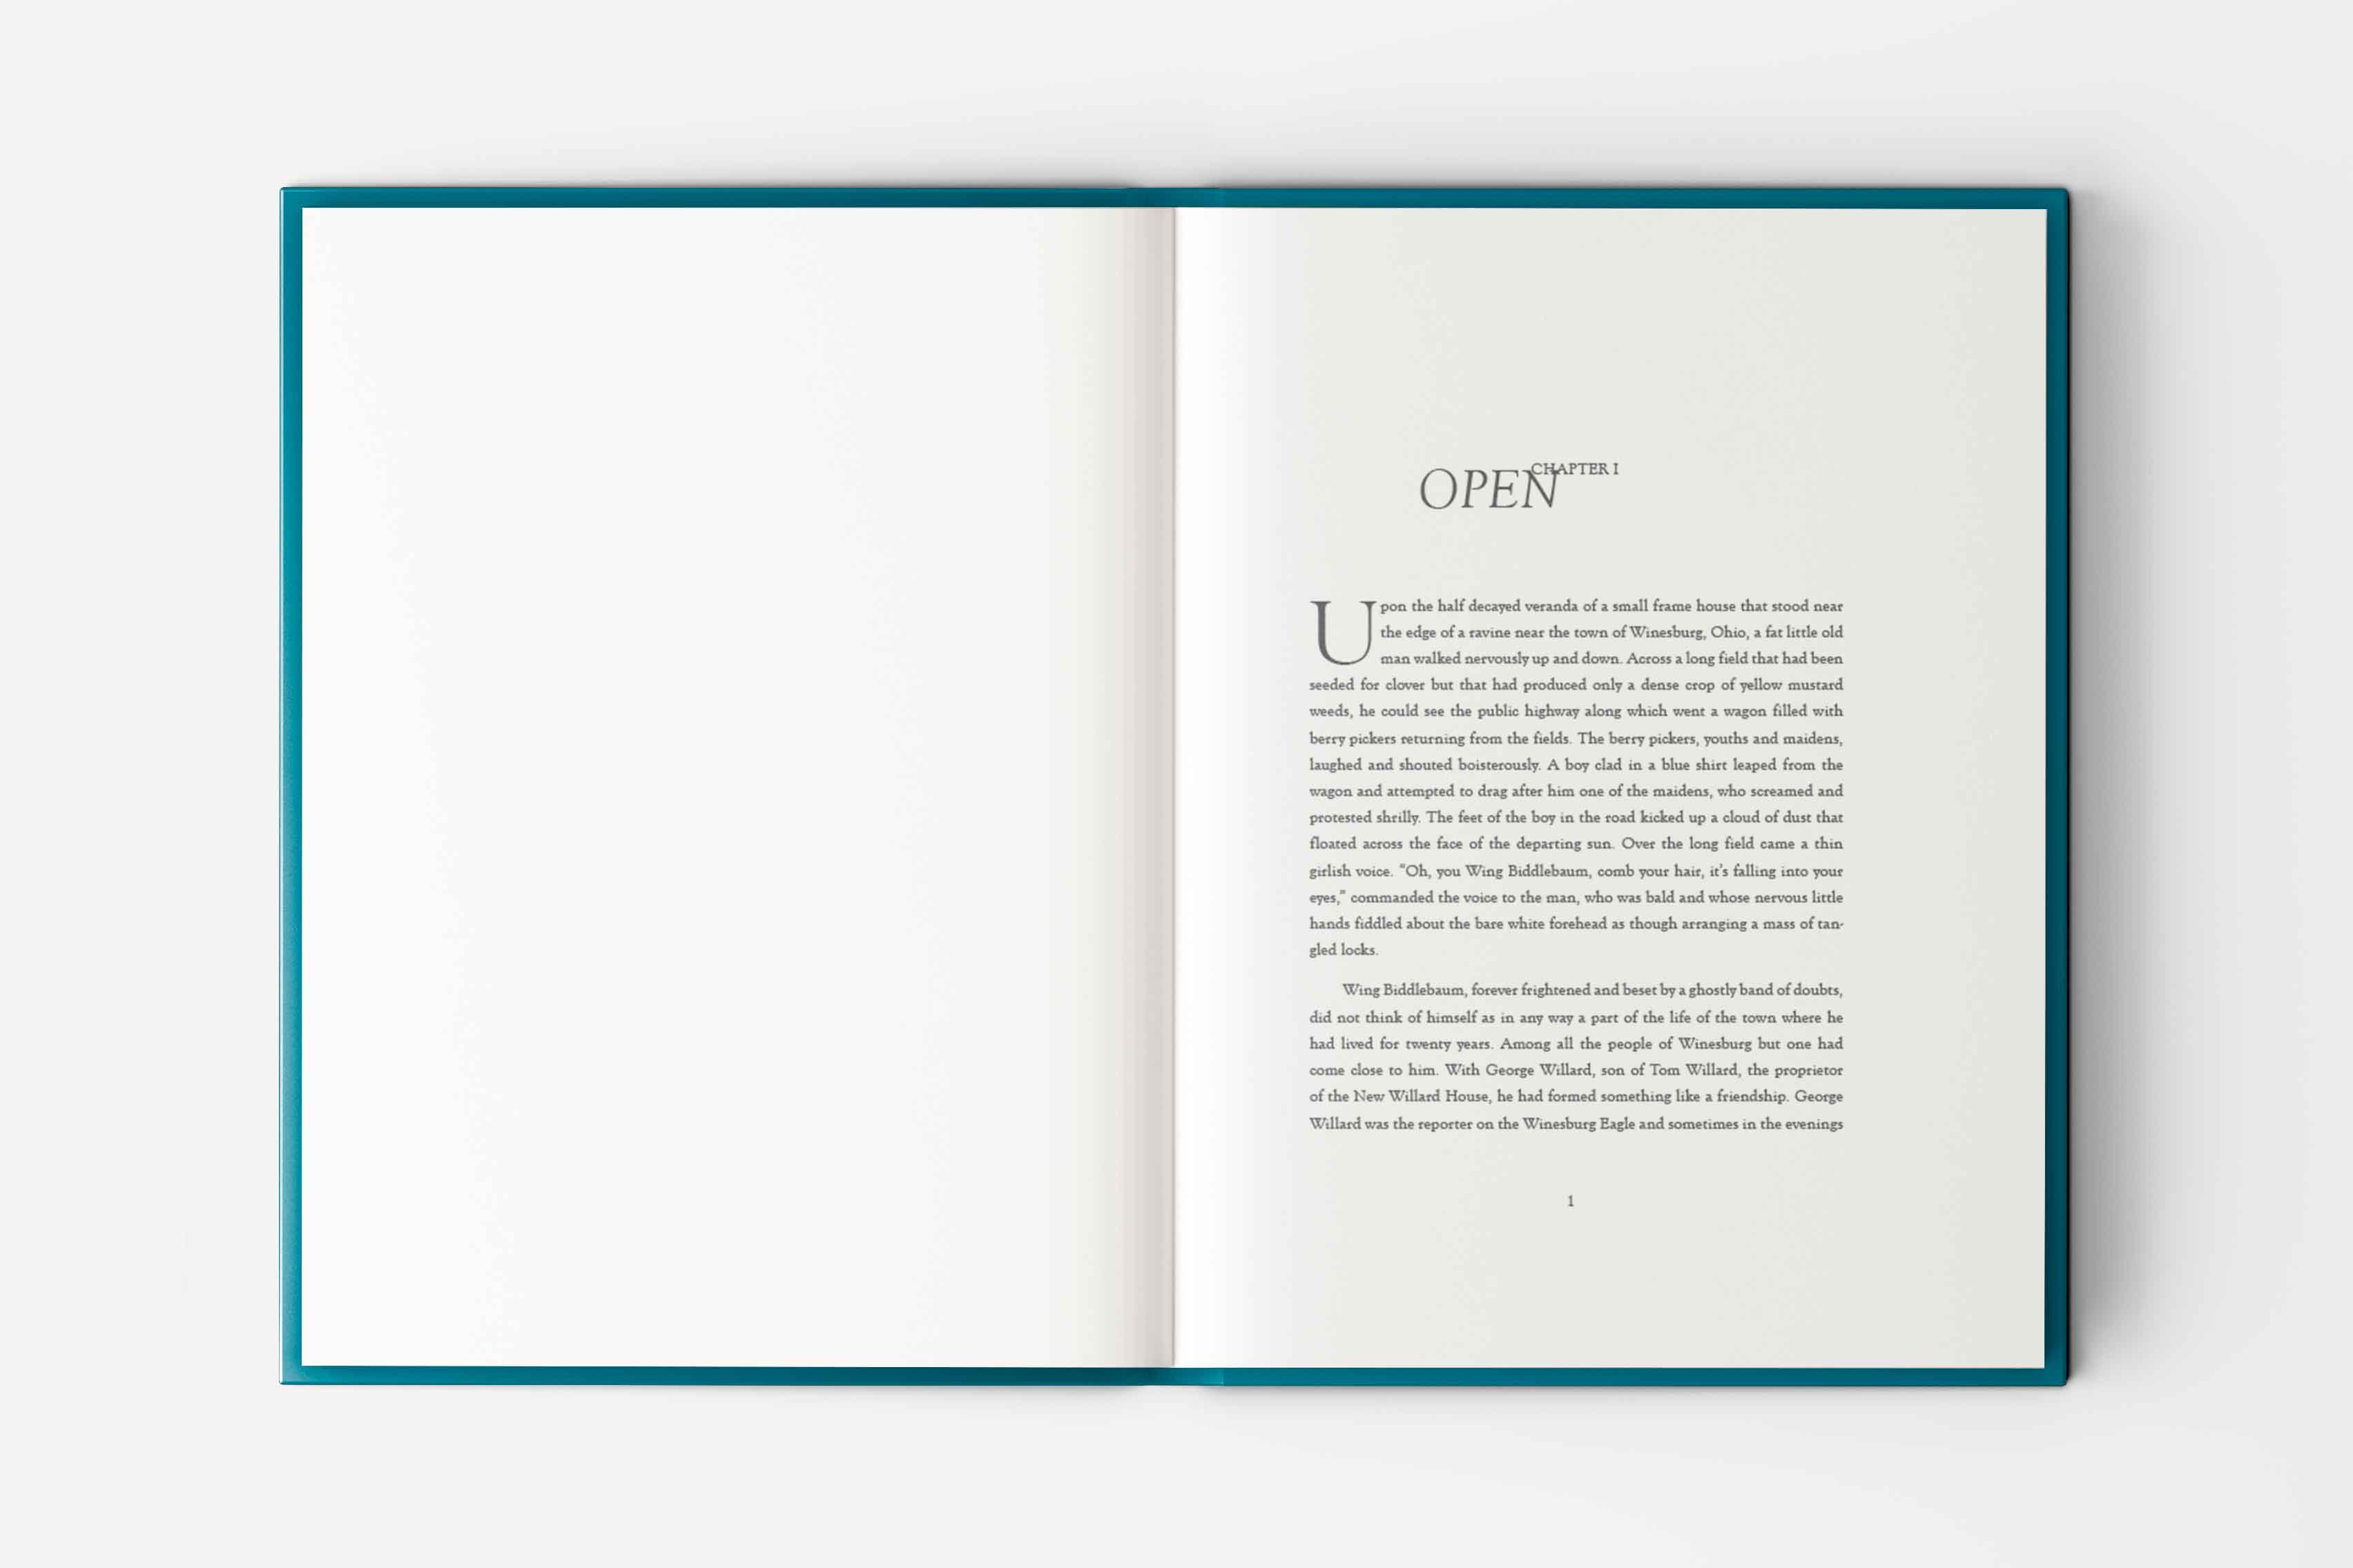 CHAPTER I
OPEN
Upon the half decayed veranda of a small frame house that stood near
the edge of a ravine near the town of Winesburg, Ohio, a fat little old
man walked nervously up and down. Across a long field that had been
seeded for clover but that had produced only a dense crop of yellow mustard
weeds, he could see the public highway along which went a wagon filled with
berry pickers returning from the fields. The berry pickers, youths and maidens,
laughed and shouted boisterously. A boy clad in a blue shirt leaped from the
wagon and attempted to drag after him one of the maidens, who screamed and
protested shrilly. The feet of the boy in the road kicked up a cloud of dust that
floated across the face of the departing sun. Over the long field came a thin
girlish voice. “Oh, you Wing Biddlebaum, comb your hair, it’s falling into your
eyes,” commanded the voice to the man, who was bald and whose nervous little
hands fiddled about the bare white forehead as though arranging a mass of tan-
gled locks.
Wing Biddlebaum, forever frightened and beset by a ghostly band of doubts,
did not think of himself as in any way a part of the life of the town where he
had lived for twenty years. Among all the people of Winesburg but one had
come close to him. With George Willard, son of Tom Willard, the proprietor
of the New Willard House, he had formed something like a friendship. George
Willard was the reporter on the Winesburg Eagle and sometimes in the evenings
1